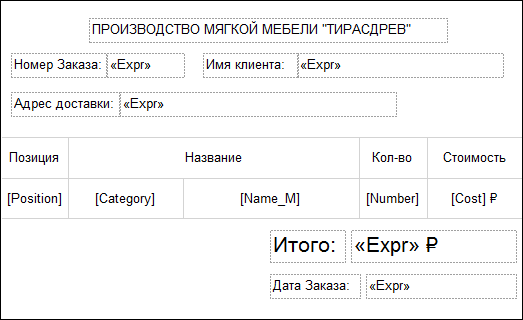 ПРОИЗВОДСТВО МЯГКОЙ МЕБЕЛИ "ТИРАСДРЕВ"
Номер Заказа: «Expr» Имя клиента: «Expr»
Адрес доставки: «Expr»
Позиция Название Кол-во Стоимость
[Position] [Category] [Name_M] [Number] [Cost] ₽
Итого: «Expr» ₽
Дата Заказа: «Expr»